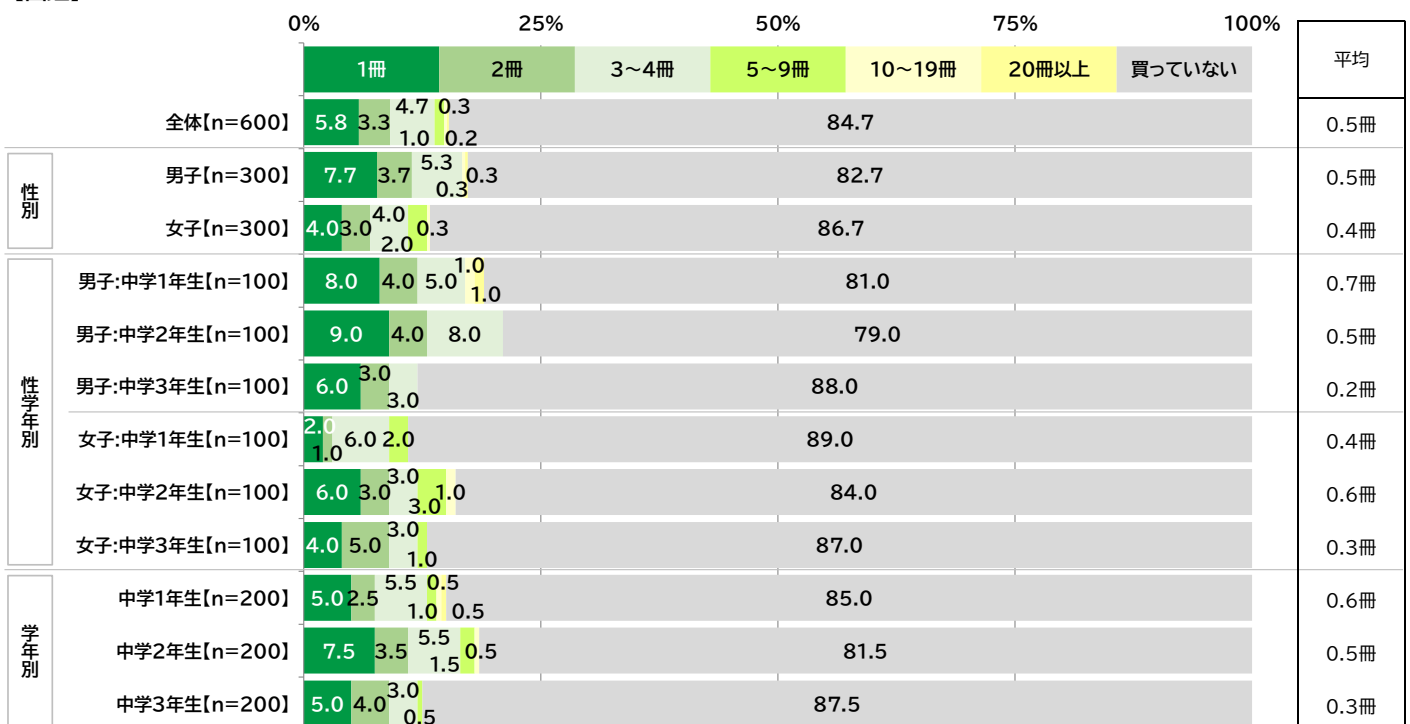 0% 25% 50% 75% 100%
1冊 2冊 3～4冊 5～9冊 10～19冊 20冊以上 買っていない 平均
全体【n=600】 5.8 3.3 4.7 1.0 0.3 0.2 84.7 0.5冊
性別
男子【n=300】 7.7 3.7 5.3 0.3 0.3 82.7 0.5冊
女子【n=300】 4.0 3.0 4.0 2.0 0.3 86.7 0.4冊
性学年別
男子:中学1年生【n=100】 8.0 4.0 5.0 1.0 1.0 81.0 0.7冊
男子:中学2年生【n=100】 9.0 4.0 8.0 79.0 0.5冊
男子:中学3年生【n=100】 6.0 3.0 3.0 88.0 0.2冊
女子:中学1年生【n=100】 2.0 1.0 6.0 2.0 89.0 0.4冊
女子:中学2年生【n=100】 6.0 3.0 3.0 3.0 1.0 84.0 0.6冊
女子:中学3年生【n=100】 4.0 5.0 3.0 1.0 87.0 0.3冊
学年別
中学1年生【n=200】 5.0 2.5 5.5 1.0 0.5 0.5 85.0 0.6冊
中学2年生【n=200】 7.5 3.5 5.5 1.5 0.5 81.5 0.5冊
中学3年生【n=200】 5.0 4.0 3.0 0.5 87.5 0.3冊